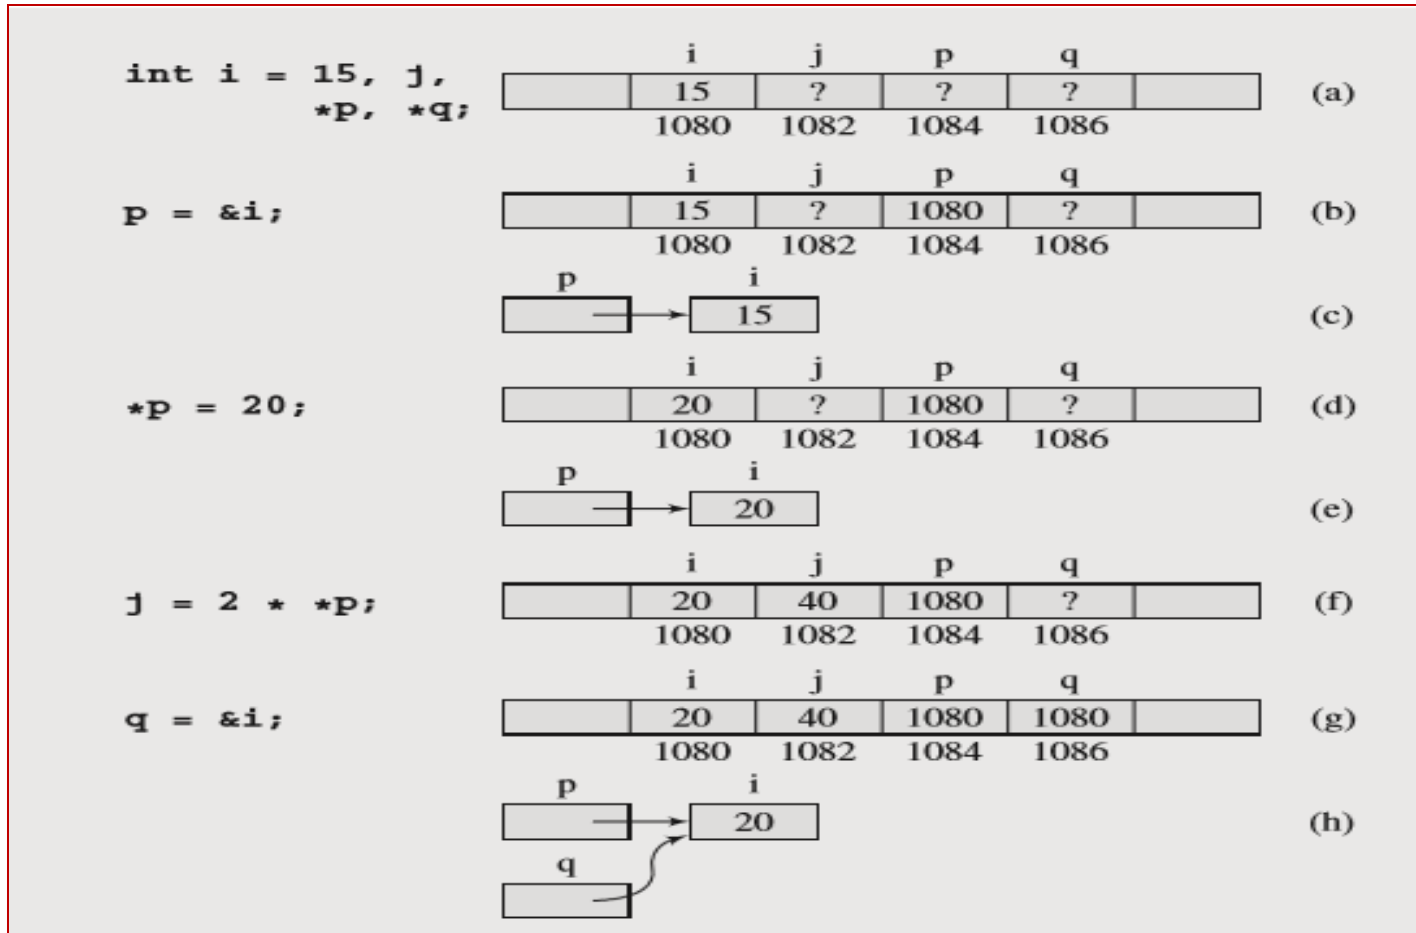 i j p q
int i = 15, j,
15 ? ? ? (a)
*p, *q;
1080 1082 1084 1086
i j p q
p = &i; 15 ? 1080 ? (b)
1080 1082 1084 1086
p i
15 (c)
i j p q
*p = 20; 20 ? 1080 ? (d)
1080 1082 1084 1086
p i
20 (e)
i j p q
j = 2 * *p; 20 40 1080 ? (f)
1080 1082 1084 1086
i j p q
q = &i; 20 40 1080 1080 (g)
1080 1082 1084 1086
p i
20 (h)
q